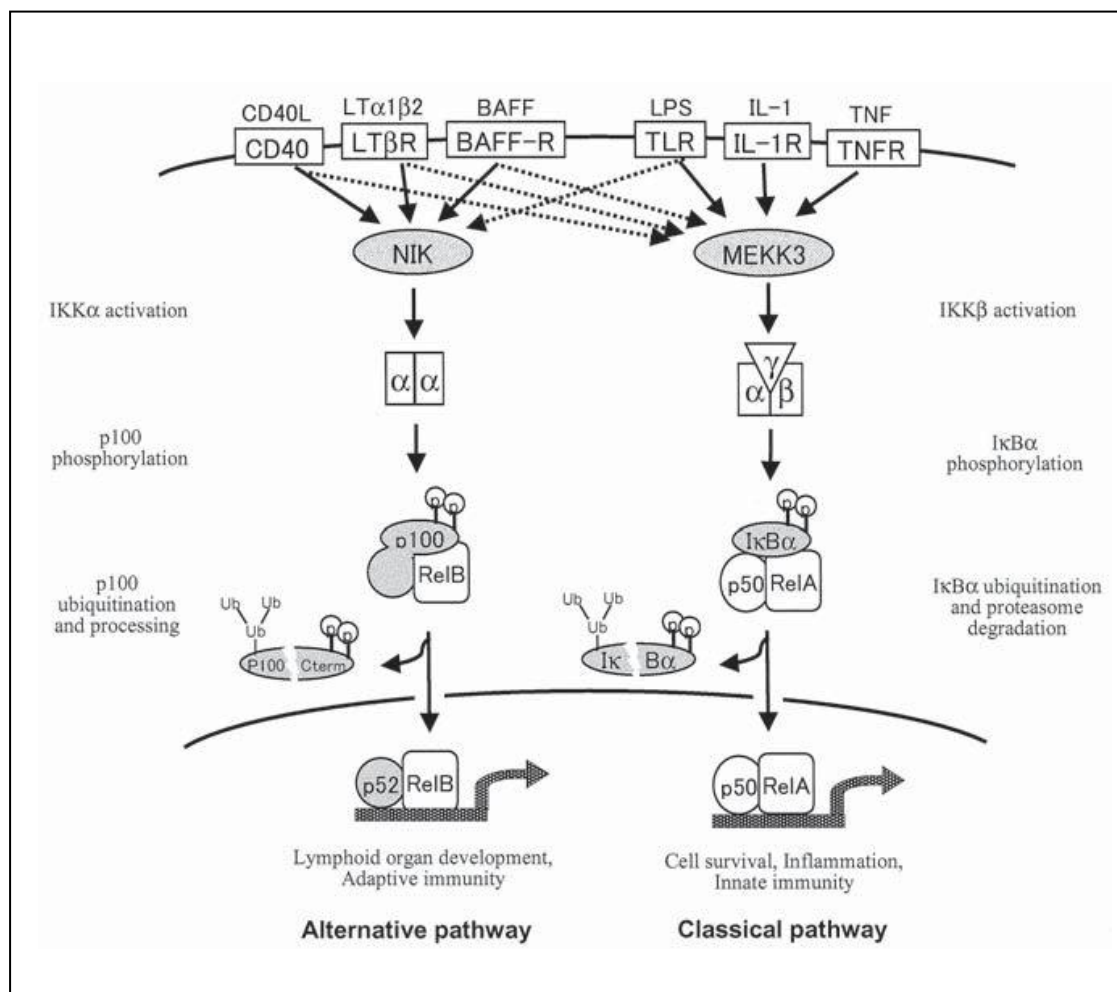 CD40L
LTα1β2
BAFF
LPS
IL-1
TNF
CD40
LTβR
BAFF-R
TLR
IL-1R
TNFR
NIK
MEKK3
IKKα activation
IKKβ activation
α α
γ
α β
p100
phosphorylation
IκBα
phosphorylation
p p
p p
p100
RelB
IκBα
p50 RelA
p100
ubiquitination
and processing
IκBα ubiquitination
and proteasome
degradation
Ub Ub
Ub
p p
P100 Cterm
Ub Ub
Ub
p p
Iκ Bα
p52 RelB
p50 RelA
Lymphoid organ development,
Adaptive immunity
Cell survival, Inflammation,
Innate immunity
Alternative pathway
Classical pathway